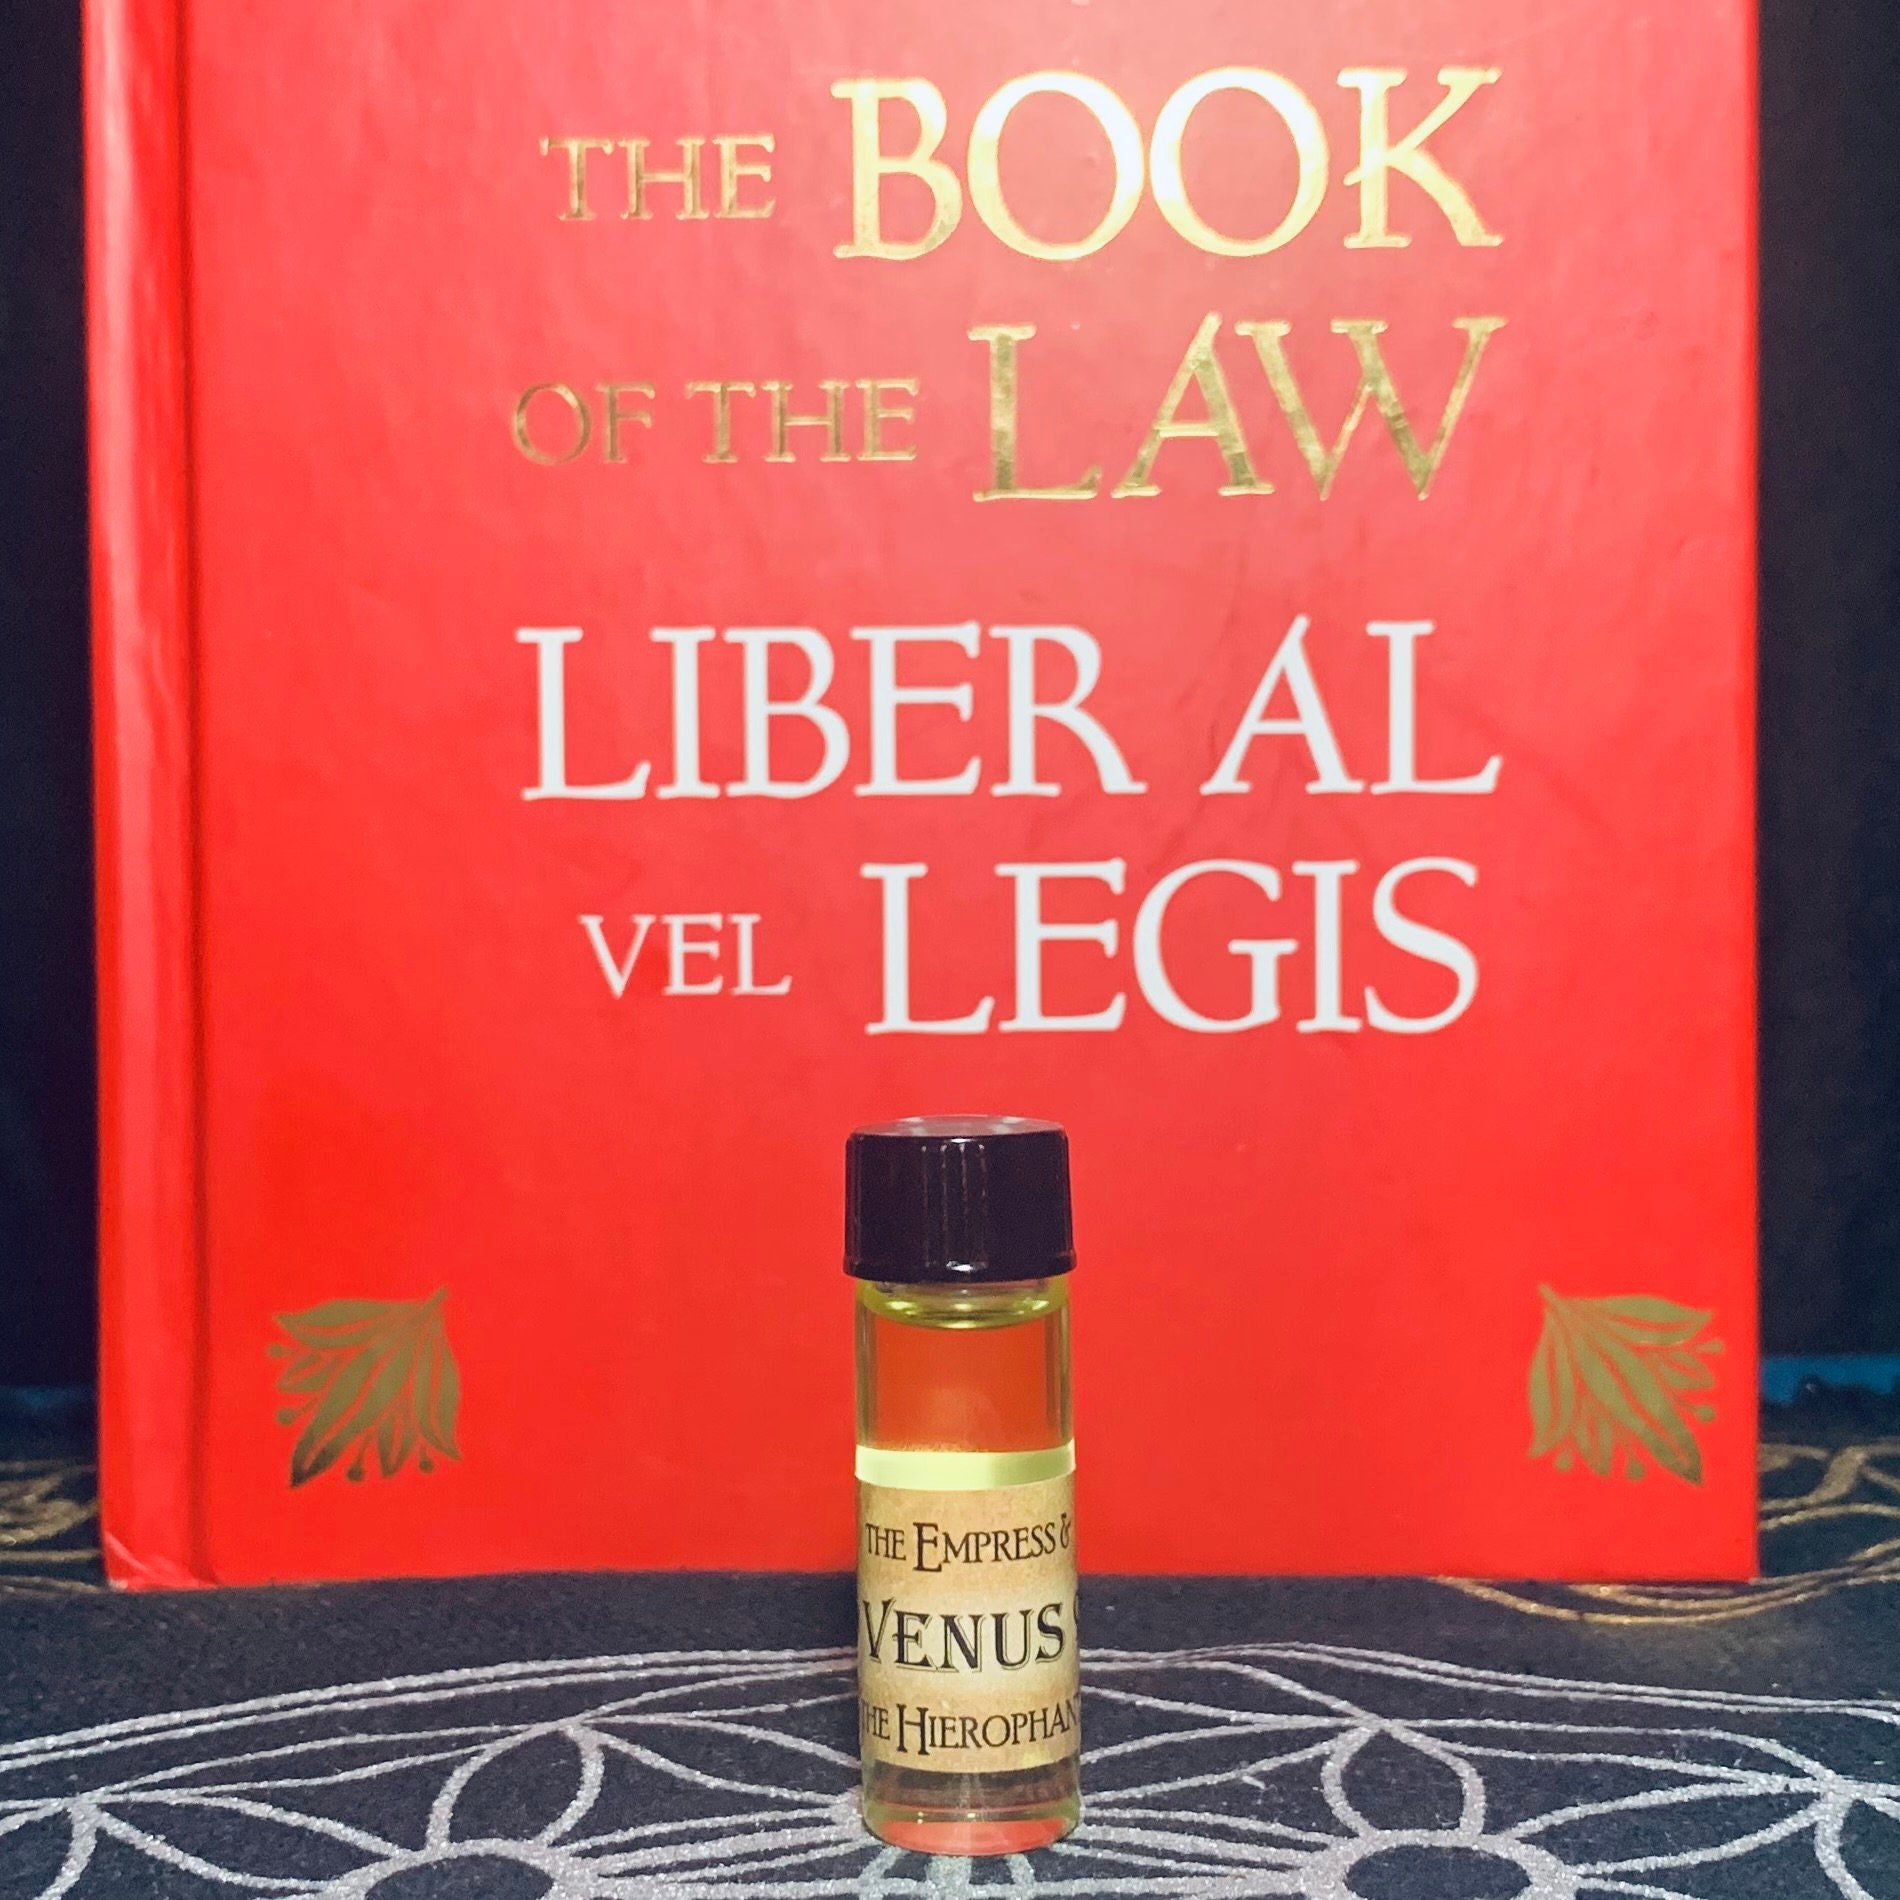 THE BOOK
OF THE LAW
LIBER AL
VEL LEGIS
THE EMPRESS &
VENUS
THE HIEROPHANT